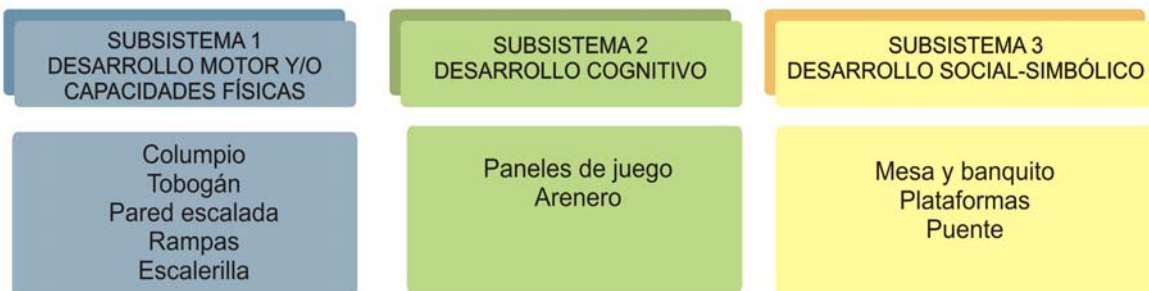 SUBSISTEMA 1
DESARROLLO MOTOR Y/O
CAPACIDADES FÍSICAS
Columpio
Tobogán
Pared escalada
Rampas
Escalerilla
SUBSISTEMA 2
DESARROLLO COGNITIVO
Paneles de juego
Arenero
SUBSISTEMA 3
DESARROLLO SOCIAL-SIMBÓLICO
Mesa y banquito
Plataformas
Puente